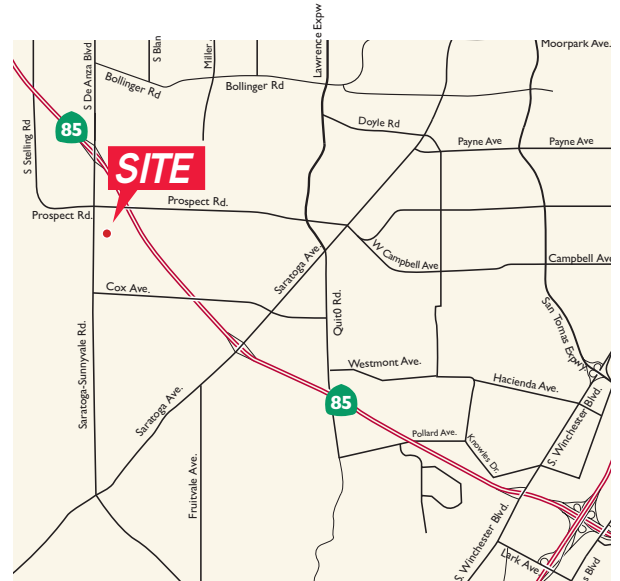 Lawrence Expw
S De Anza Blvd
S Blan
Miller
Moorpark Ave.
Bollinger Rd
Bollinger Rd
S Stelling Rd
85
Doyle Rd
Payne Ave
Payne Ave
SITE
Prospect Rd.
Prospect Rd.
Saratoga Ave.
W Campbell Ave
Campbell Ave
Cox Ave.
Quit0 Rd.
San Tomas Expwy
Saratoga-Sunnyvale Rd.
Westmont Ave.
Hacienda Ave.
85
Saratoga Ave.
S. Winchester Blvd.
Pollard Ave.
Knowles Dr.
Fruitvale Ave.
S. Winchester Blvd.
Lark Ave
s Blvd